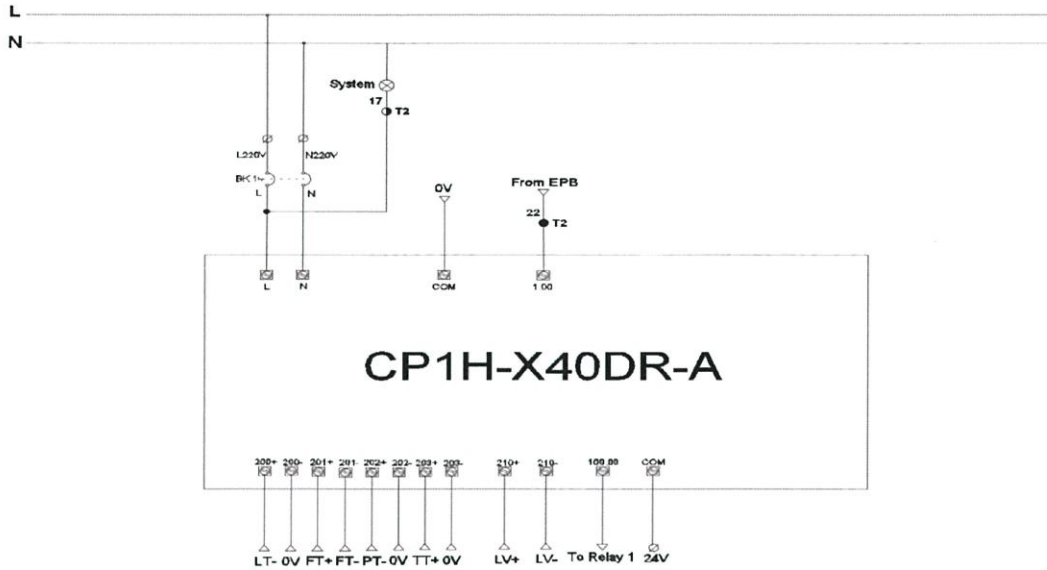 L
N
System
17 T2
L220V N220V
BK1
L N
0V From EPB
22 T2
L N COM 1.00
CP1H-X40DR-A
200+ 200- 201+ 201- 202+ 202- 203+ 203- 210+ 210- 100.00 COM
LT- 0V FT+ FT- PT- 0V TT+ 0V LV+ LV- To Relay 1 24V